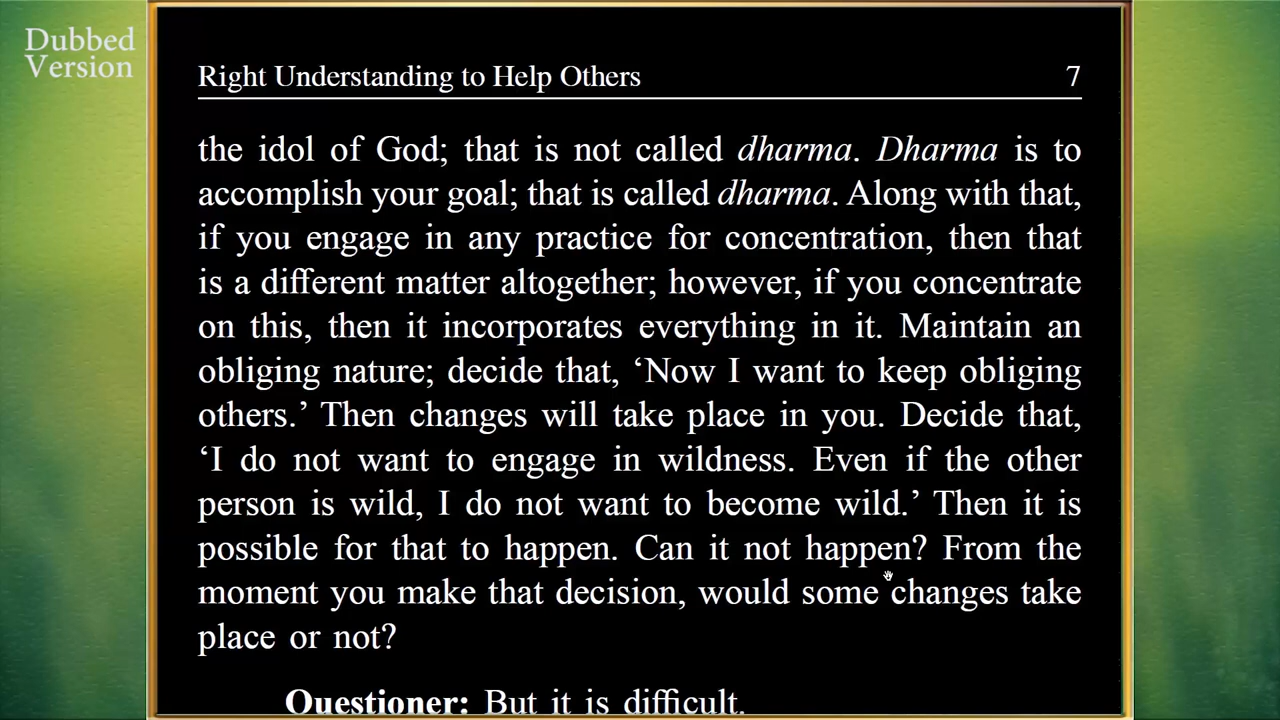 Dubbed
Version
Right Understanding to Help Others 7
the idol of God; that is not called dharma. Dharma is to
accomplish your goal; that is called dharma. Along with that,
if you engage in any practice for concentration, then that
is a different matter altogether; however, if you concentrate
on this, then it incorporates everything in it. Maintain an
obliging nature; decide that, ‘Now I want to keep obliging
others.’ Then changes will take place in you. Decide that,
‘I do not want to engage in wildness. Even if the other
person is wild, I do not want to become wild.’ Then it is
possible for that to happen. Can it not happen? From the
moment you make that decision, would some changes take
place or not?
Questioner: But it is difficult.